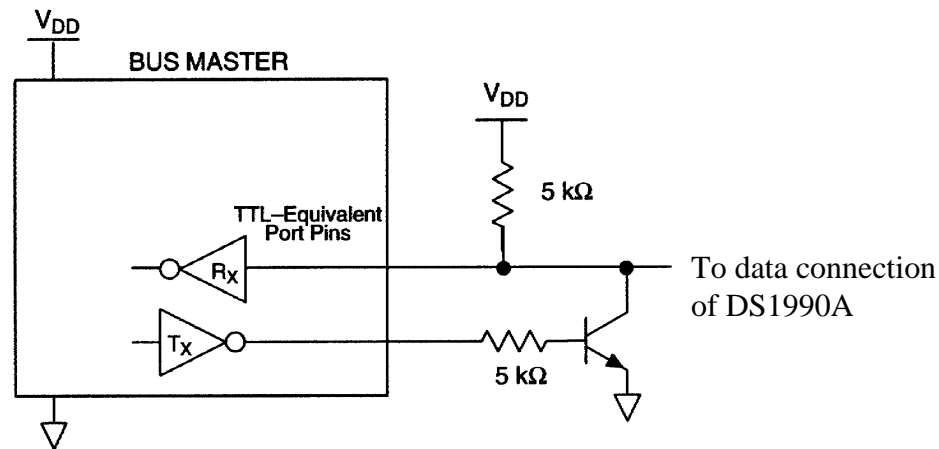 VDD
BUS MASTER
VDD
5 kΩ
TTL–Equivalent
Port Pins
RX
To data connection
of DS1990A
TX
5 kΩ